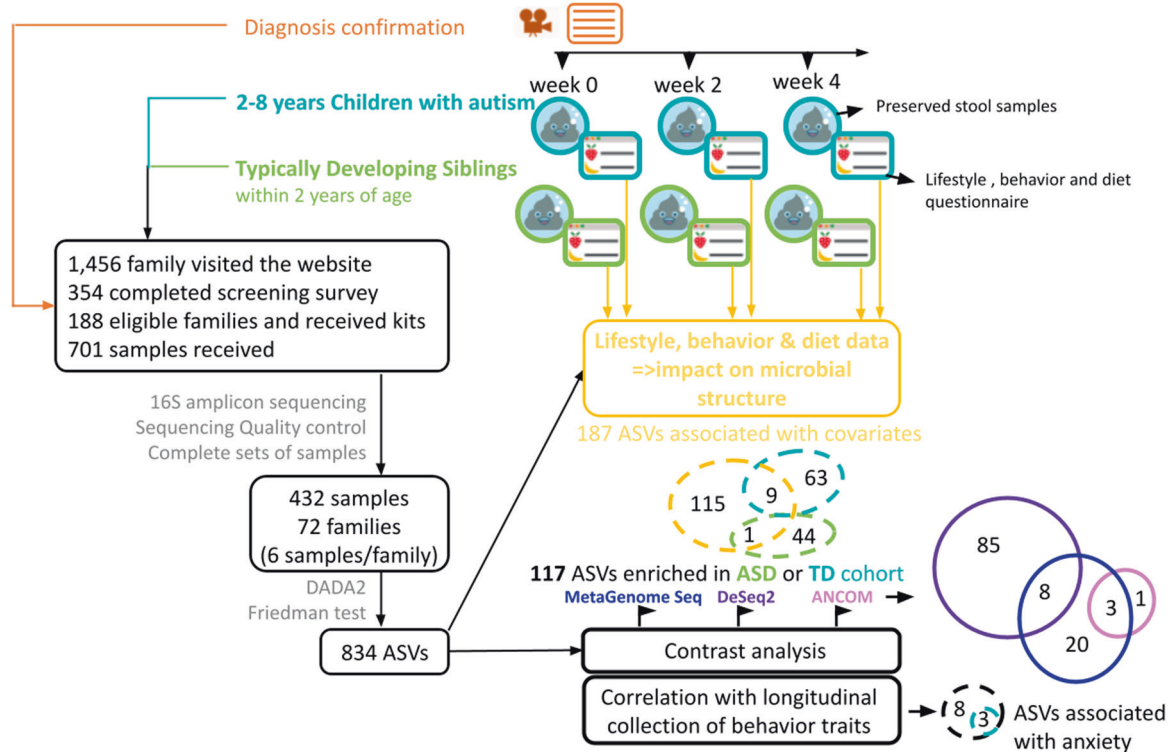 Diagnosis confirmation
week 0
week 2
week 4
2-8 years Children with autism
Preserved stool samples
Typically Developing Siblings
within 2 years of age
Lifestyle , behavior and diet
questionnaire
1,456 family visited the website
354 completed screening survey
188 eligible families and received kits
701 samples received
Lifestyle, behavior & diet data
=>impact on microbial
structure
187 ASVs associated with covariates
16S amplicon sequencing
Sequencing Quality control
Complete sets of samples
115
9
63
1
44
432 samples
72 families
(6 samples/family)
117 ASVs enriched in ASD or TD cohort
MetaGenome Seq
DeSeq2
ANCOM
85
8
3
1
20
DADA2
Friedman test
834 ASVs
Contrast analysis
Correlation with longitudinal
collection of behavior traits
8
3
ASVs associated
with anxiety